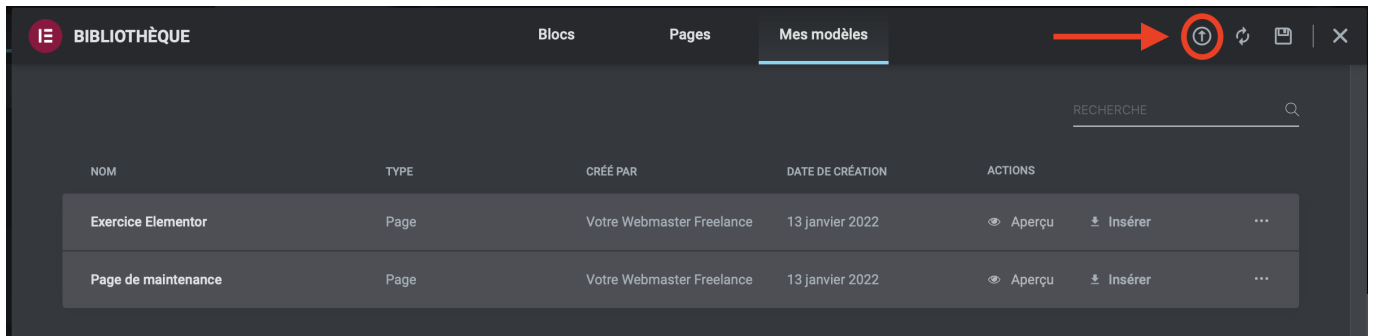 BIBLIOTHÈQUE Blocs Pages Mes modèles
RECHERCHE
NOM TYPE CRÉÉ PAR DATE DE CRÉATION ACTIONS
Exercice Elementor Page Votre Webmaster Freelance 13 janvier 2022 Aperçu Insérer ...
Page de maintenance Page Votre Webmaster Freelance 13 janvier 2022 Aperçu Insérer ...